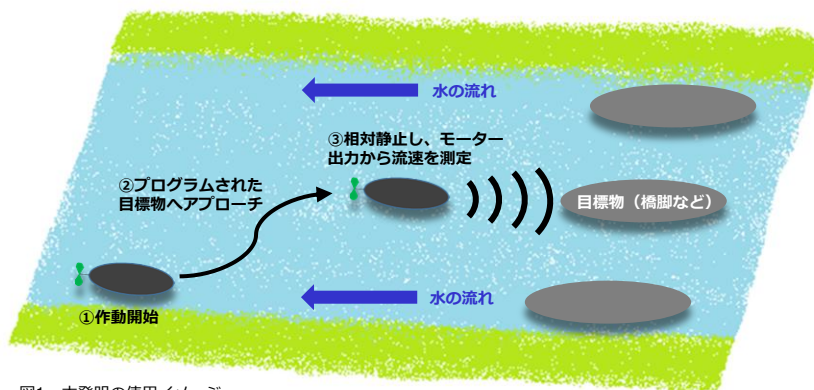 水の流れ
③相対静止し、モーター
出力から流速を測定
②プログラムされた
目標物へアプローチ
目標物（橋脚など）
水の流れ
①作動開始